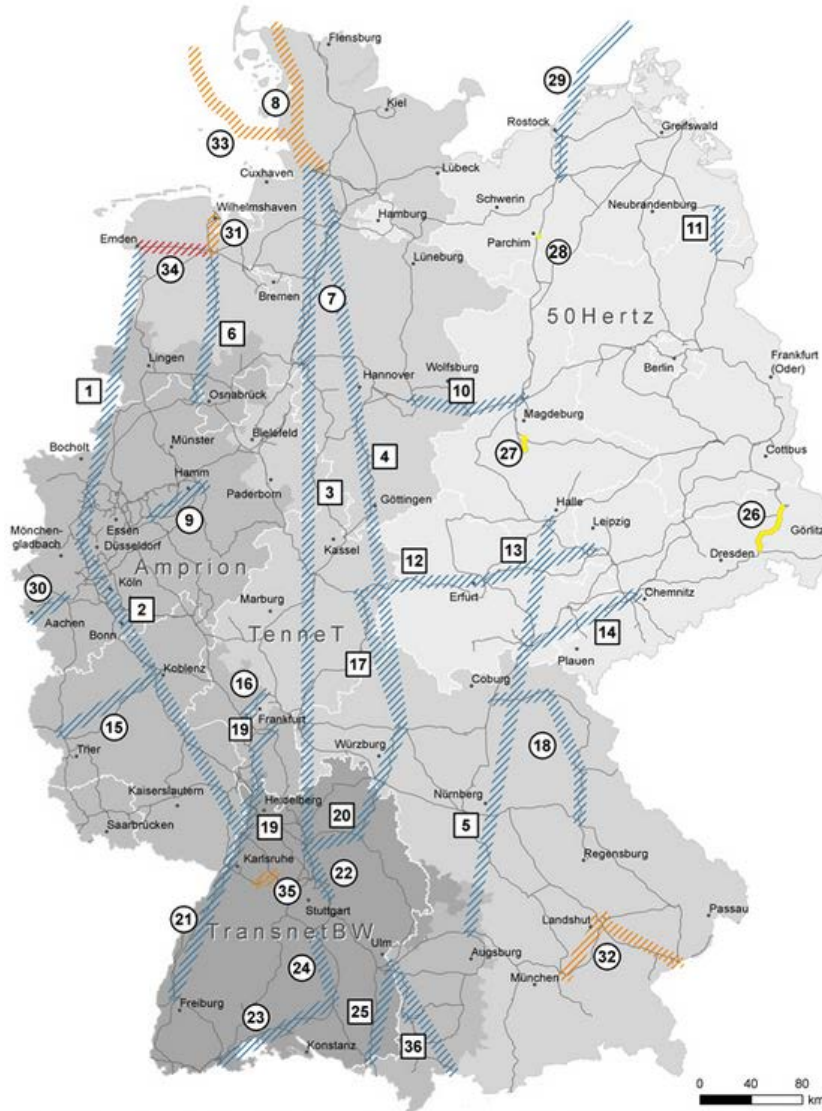 Flensburg
29
8
Kiel
Rostock
Greifswald
33
Cuxhaven
Lübeck
Schwerin
Wilhelmshaven
Hamburg
Neubrandenburg
11
Emden
31
Parchim
28
34
Lüneburg
Bremen
7
50Hertz
6
Lingen
Wolfsburg
Berlin
Frankfurt
(Oder)
1
Hannover
10
Osnabrück
Magdeburg
Bielefeld
Münster
Bocholt
4
27
Cottbus
Hamm
Paderborn
3
Göttingen
Halle
26
9
Essen
Leipzig
Görlitz
Mönchen-
gladbach
Düsseldorf
Kassel
13
Dresden
Amprion
12
30
Köln
Erfurt
Chemnitz
2
Marburg
Aachen
Bonn
TenneT
14
17
Plauen
Koblenz
16
Coburg
Frankfurt
15
19
Würzburg
18
Trier
Kaiserslautern
Nürnberg
Heidelberg
20
5
Saarbrücken
19
Karlsruhe
22
Regensburg
35
21
Stuttgart
Landshut
Passau
TransnetBW
Ulm
Augsburg
32
24
München
Freiburg
23
25
Konstanz
36
0 40 80
km